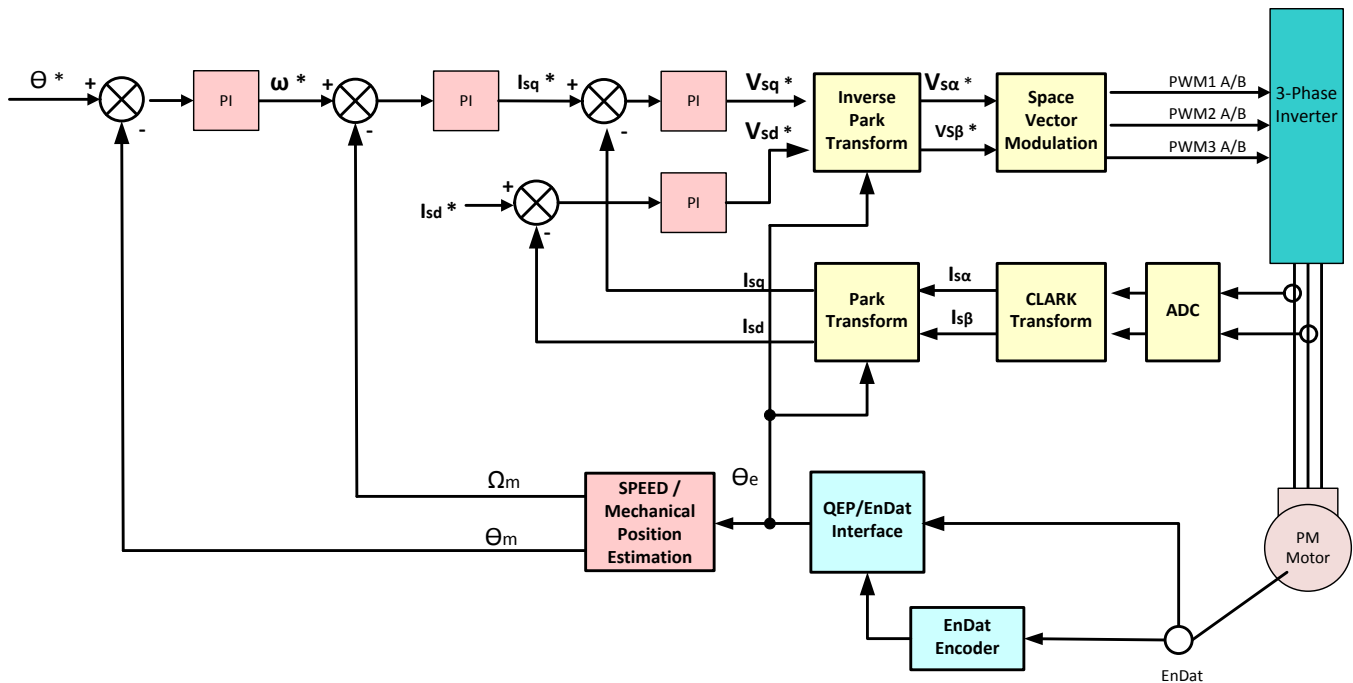 ϴ *
+
-
PI
ω *
+
-
PI
Isq *
+
-
PI
Vsq *
Vsd *
Inverse
Park
Transform
Vsα *
VSβ *
Space
Vector
Modulation
PWM1 A/B
PWM2 A/B
PWM3 A/B
3-Phase
Inverter
Isd *
+
-
PI
Isq
Isd
Park
Transform
Isα
Isβ
CLARK
Transform
ADC
Ωm
ϴm
SPEED /
Mechanical
Position
Estimation
ϴe
QEP/EnDat
Interface
PM
Motor
EnDat
Encoder
EnDat